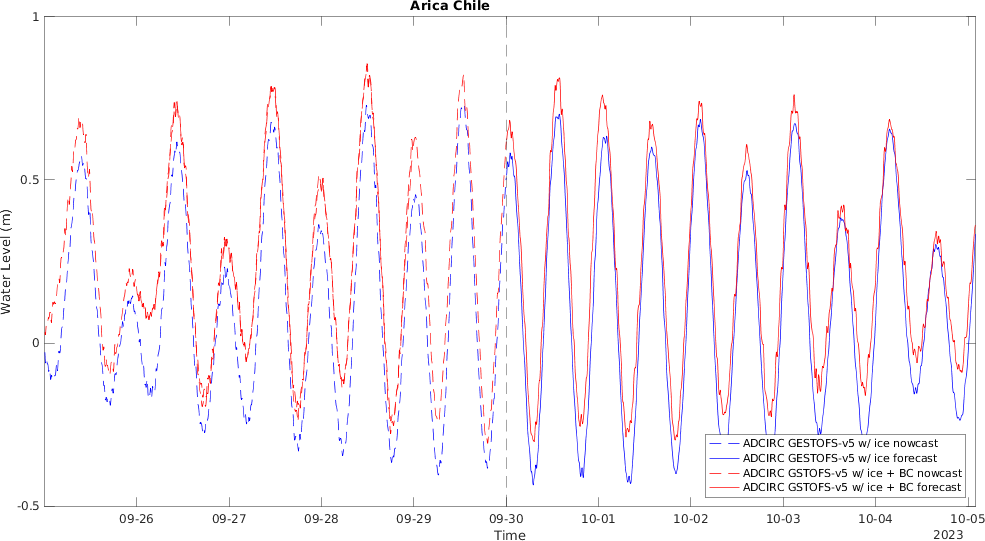 Arica Chile
1
0.5
0
-0.5
Water Level (m)
ADCIRC GESTOFS-v5 w/ ice nowcast
ADCIRC GESTOFS-v5 w/ ice forecast
ADCIRC GSTOFS-v5 w/ ice + BC nowcast
ADCIRC GSTOFS-v5 w/ ice + BC forecast
09-26 09-27 09-28 09-29 09-30 10-01 10-02 10-03 10-04 10-05
Time
2023